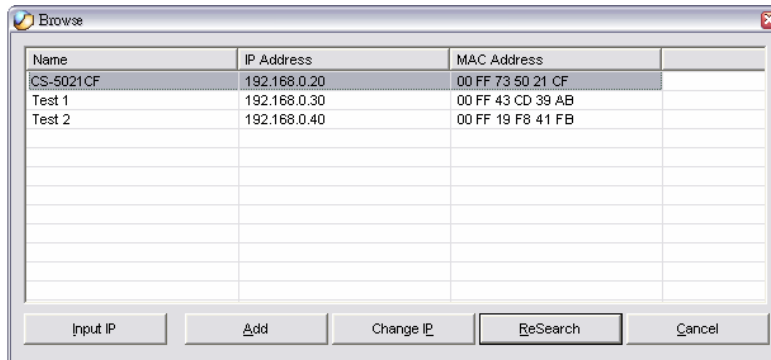 Browse
Name IP Address MAC Address
CS-5021CF 192.168.0.20 00 FF 73 50 21 CF
Test 1 192.168.0.30 00 FF 43 CD 39 AB
Test 2 192.168.0.40 00 FF 19 F8 41 FB
Input IP Add Change IP ReSearch Cancel